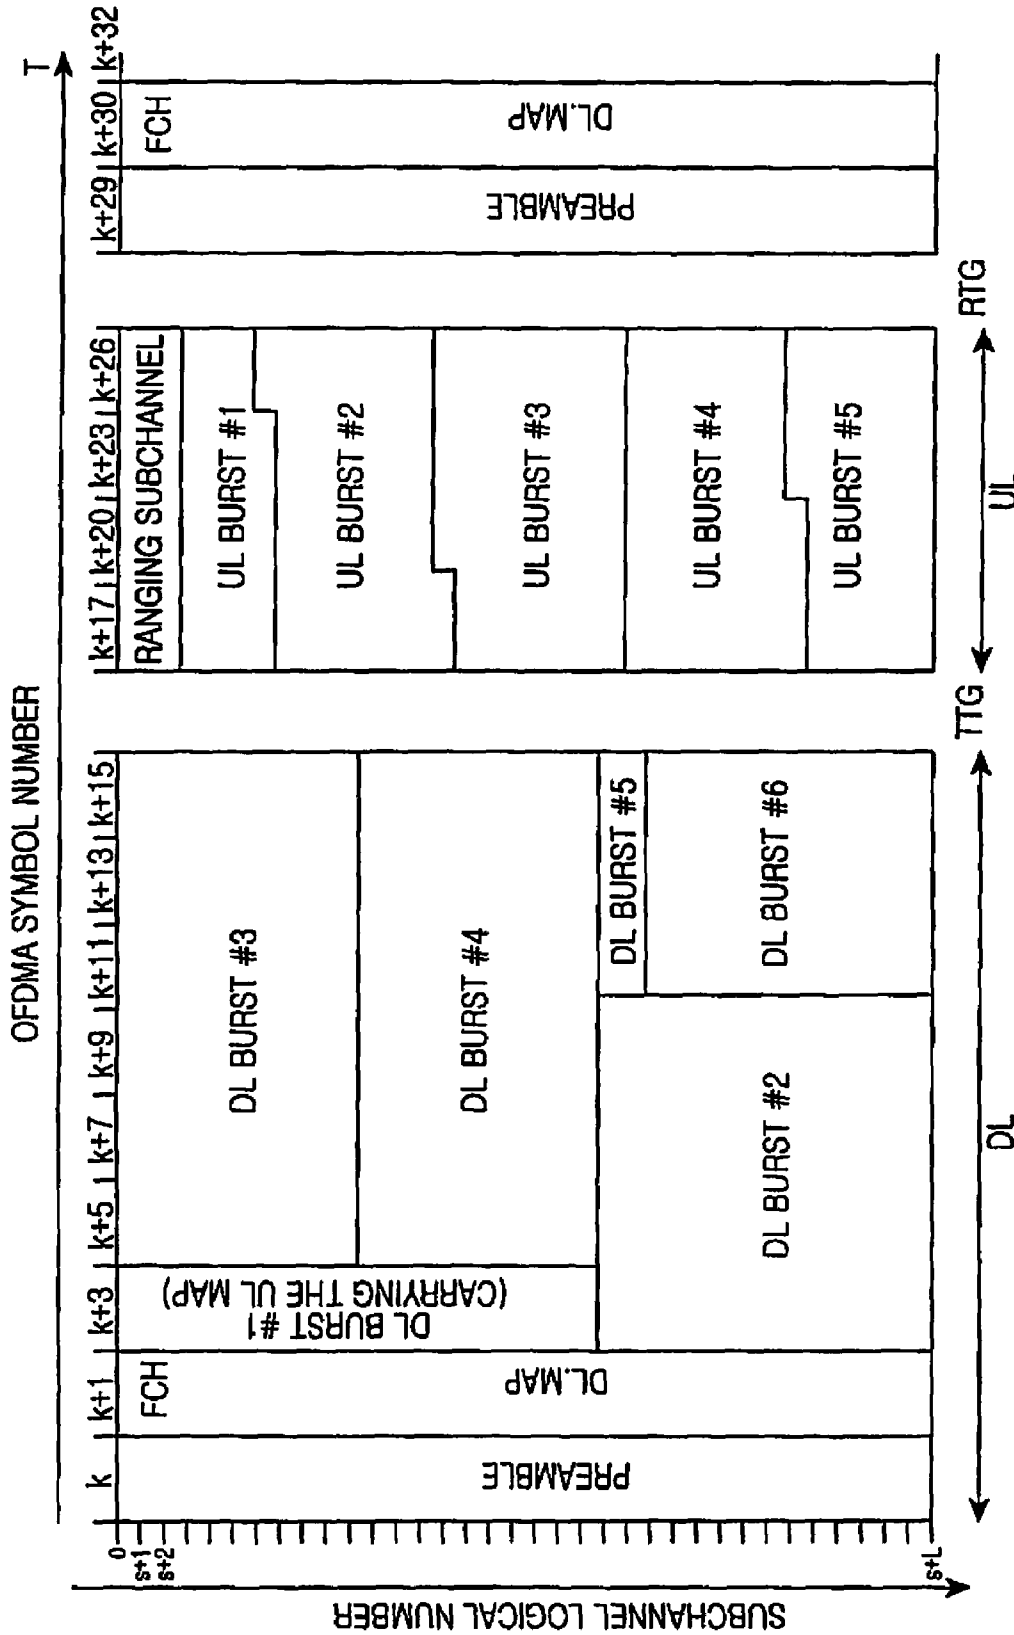 OFDMA SYMBOL NUMBER
T
k
k+1
k+3
k+5
k+7
k+9
k+11
k+13
k+15
k+17
k+20
k+23
k+26
k+29
k+30
k+32
SUBCHANNEL LOGICAL NUMBER
0
s+1
s+2
s+L
PREAMBLE
FCH
DL.MAP
DL BURST #1
(CARRYING THE UL MAP)
DL BURST #3
DL BURST #4
DL BURST #2
DL BURST #5
DL BURST #6
RANGING SUBCHANNEL
UL BURST #1
UL BURST #2
UL BURST #3
UL BURST #4
UL BURST #5
PREAMBLE
FCH
DL.MAP
DL
TTG
UL
RTG